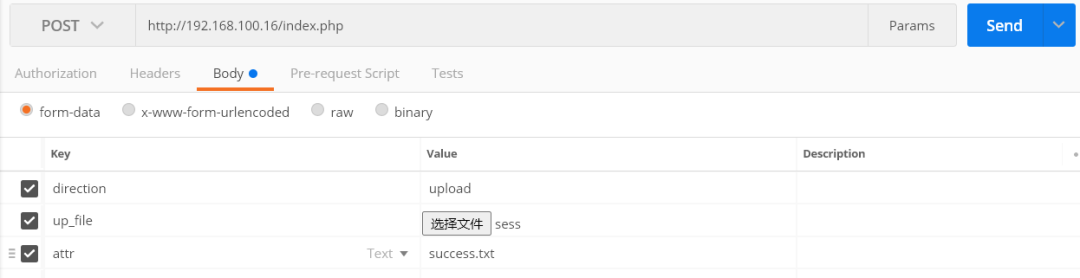 POST http://192.168.100.16/index.php Params Send
Authorization Headers Body Pre-request Script Tests
form-data x-www-form-urlencoded raw binary
Key Value Description
direction upload
up_file 选择文件 sess
attr Text success.txt